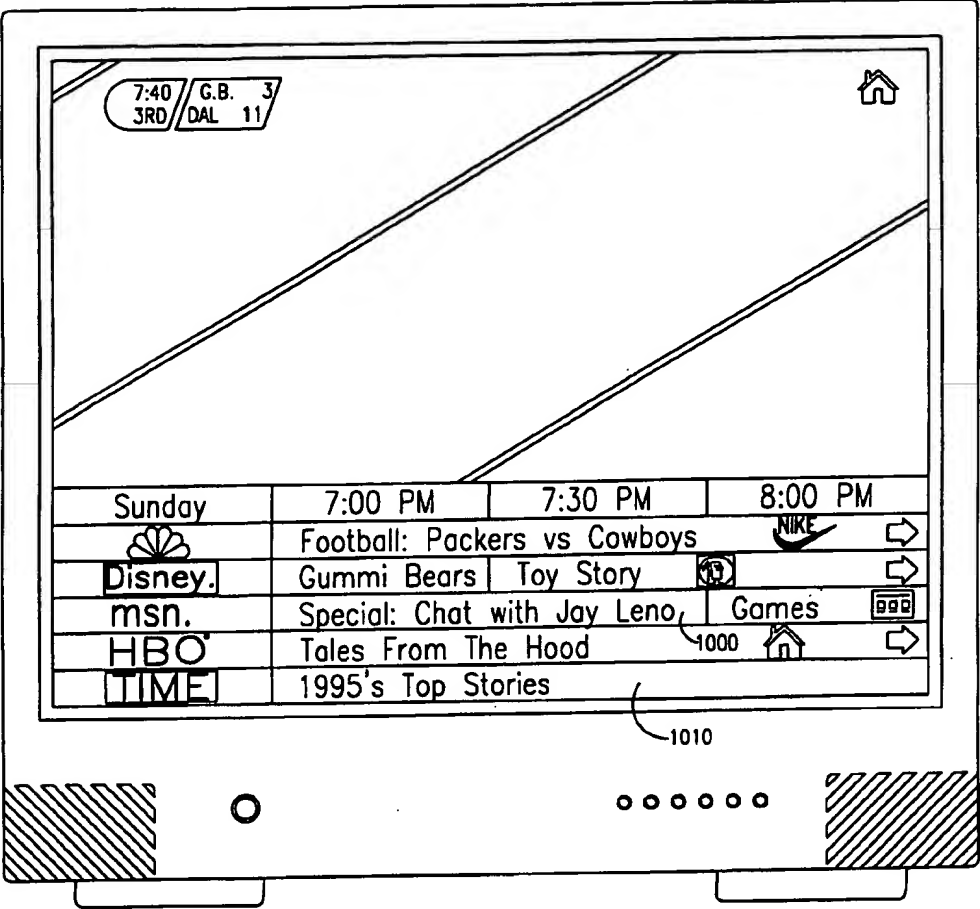 7:40 G.B. 3
3RD DAL 11
Sunday 7:00 PM 7:30 PM 8:00 PM
Football: Packers vs Cowboys NIKE
Disney. Gummi Bears Toy Story
msn. Special: Chat with Jay Leno Games
1000
HBO Tales From The Hood
TIME 1995's Top Stories
1010